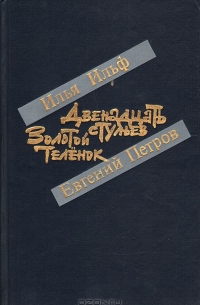 Илья Ильф
Двенадцать
стульев
Золотой
Телёнок
Евгений Петров